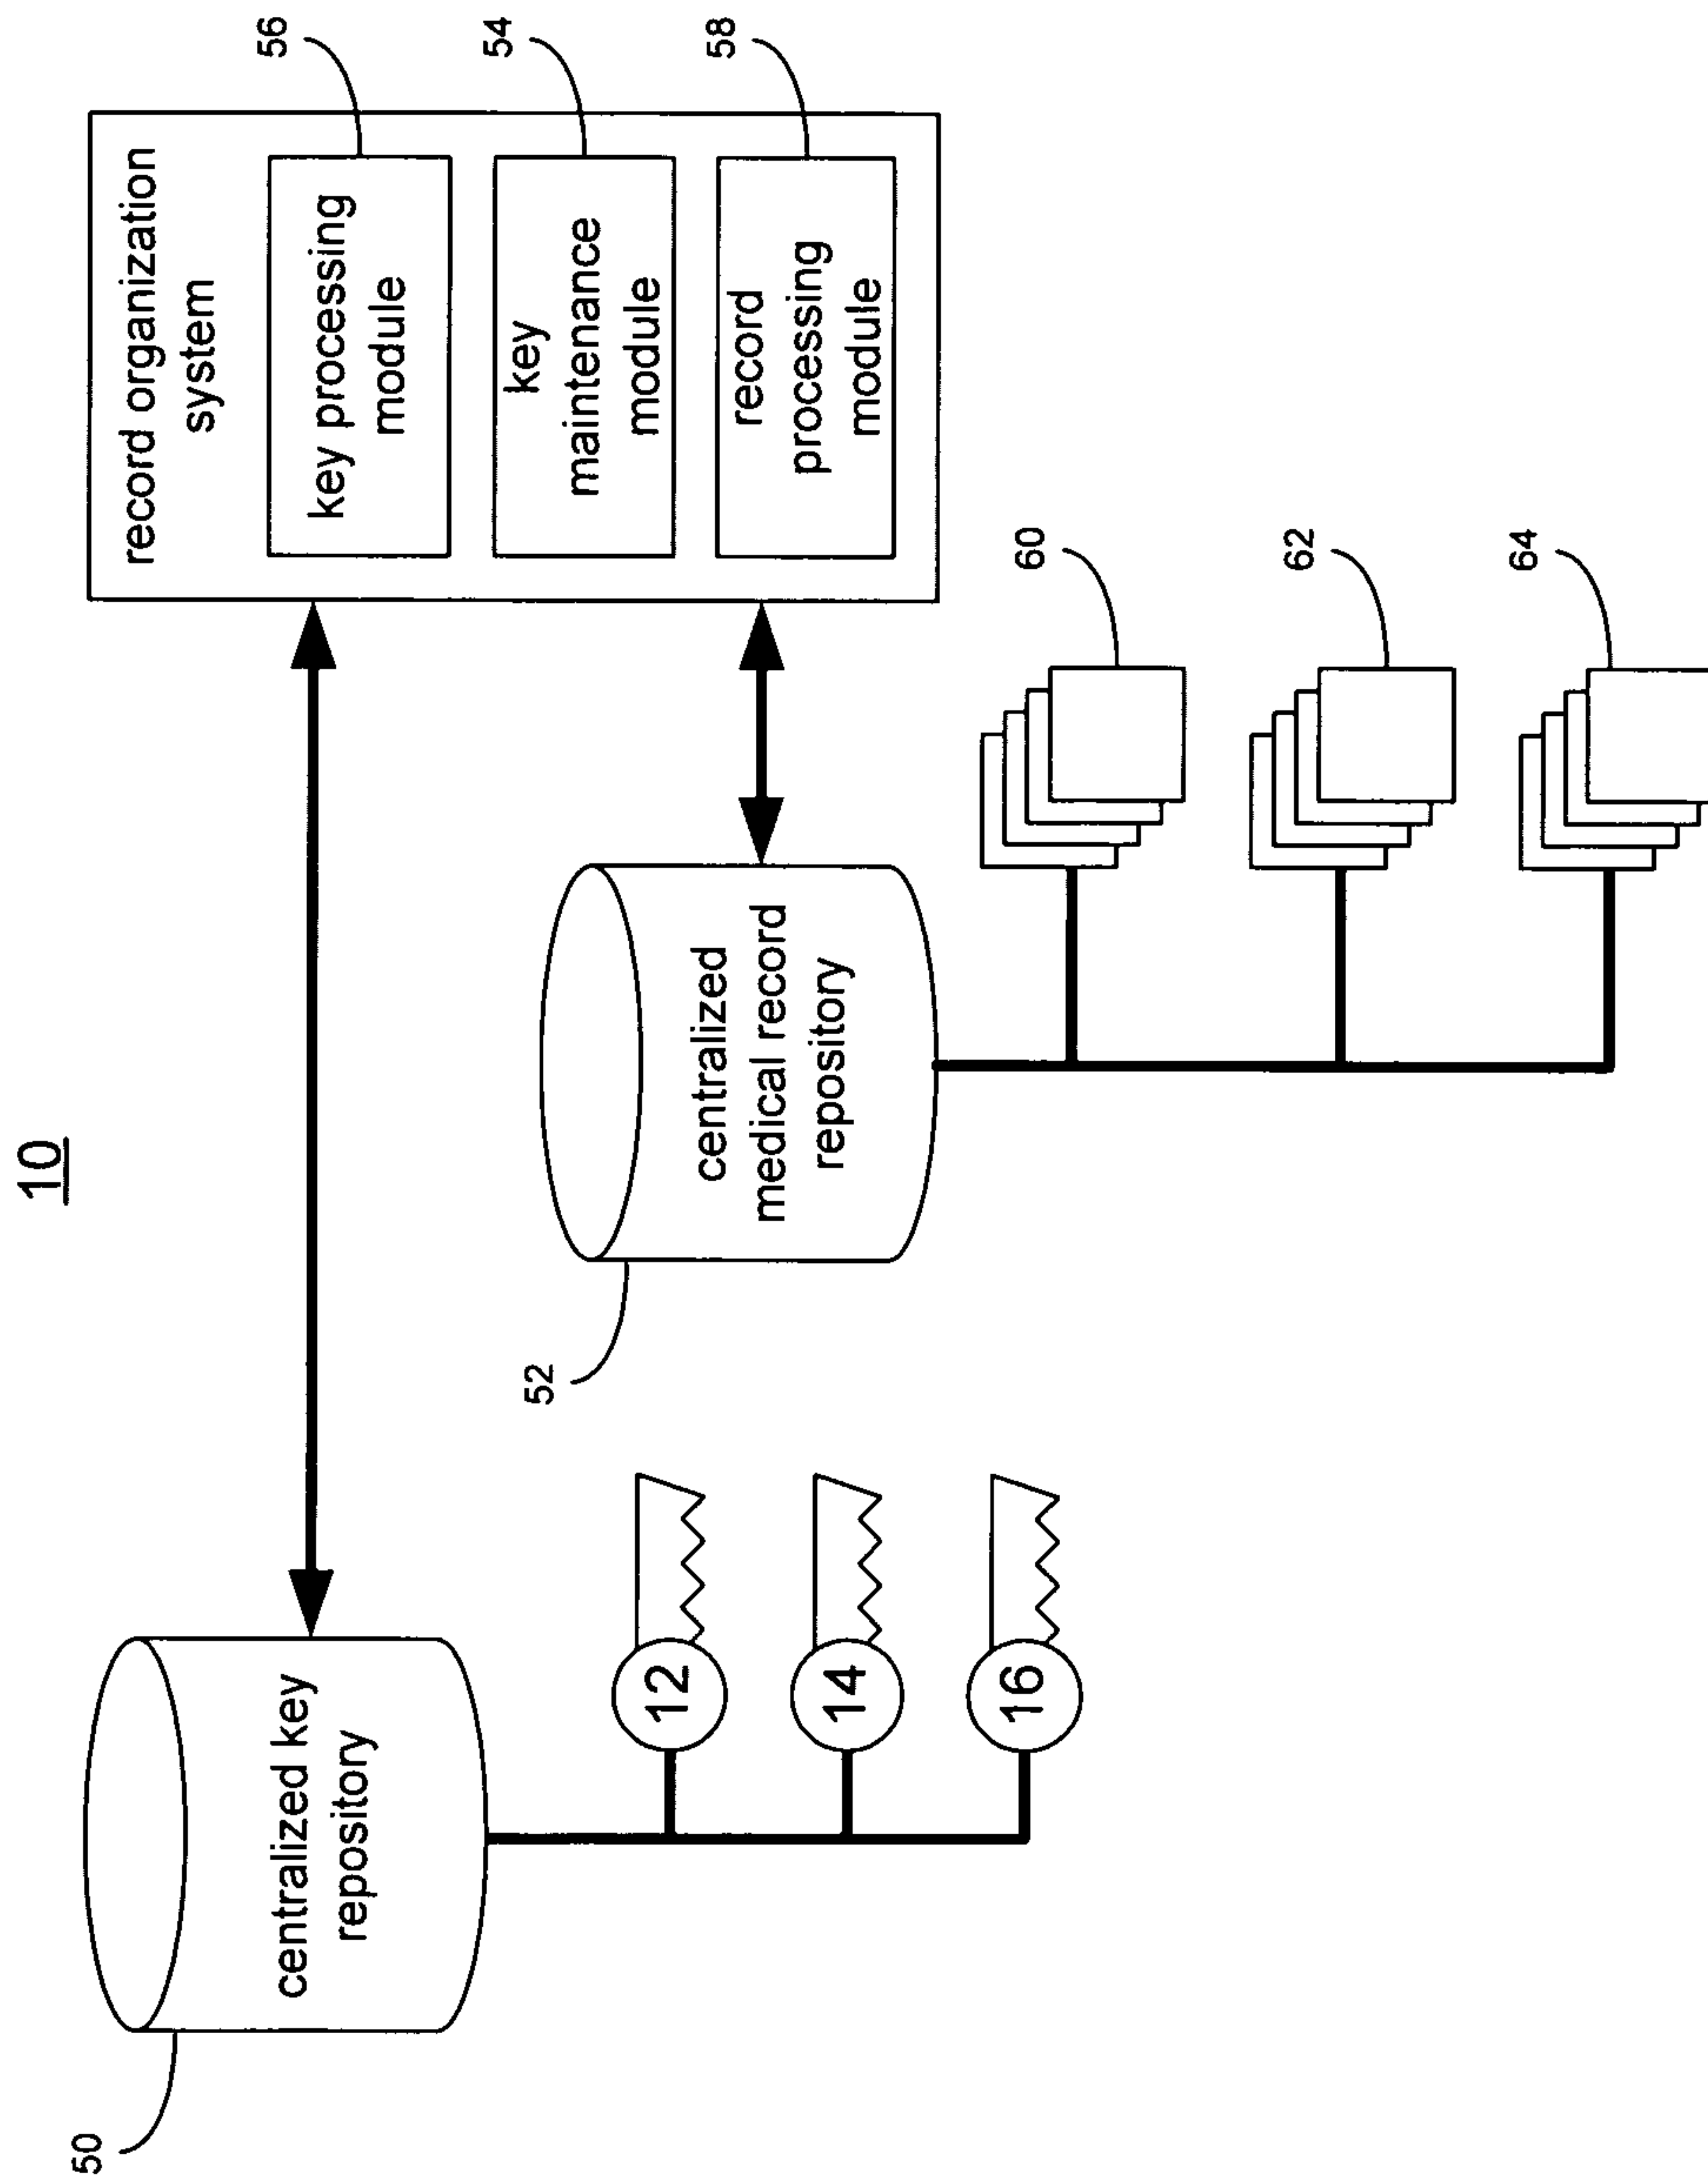 10
50
centralized key
repository
12
14
16
52
centralized
medical record
repository
60
62
64
record organization
system
key processing
module
56
key
maintenance
module
54
record
processing
module
58